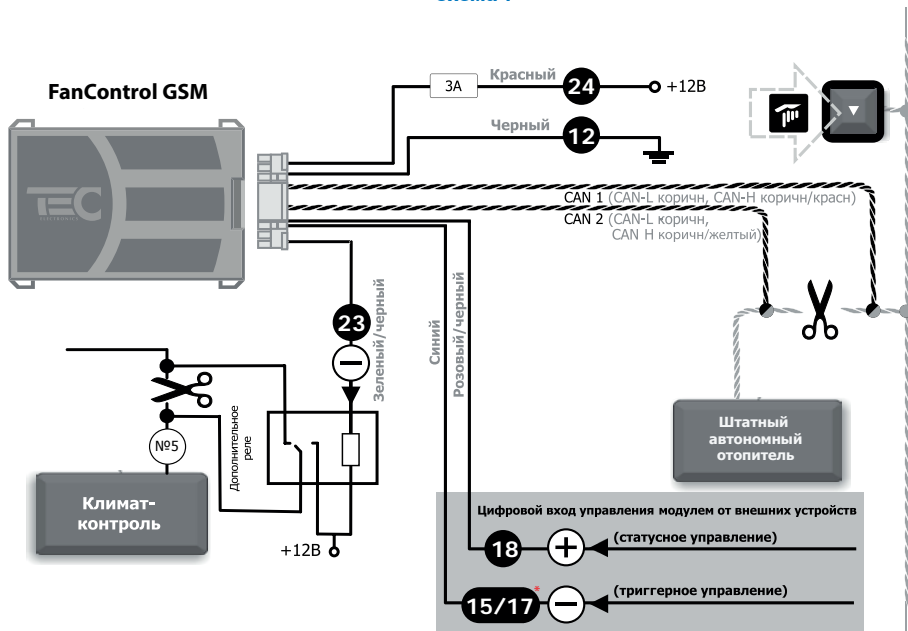 FanControl GSM
TEC
ELECTRONICS
Красный
3А
24
+12В
Черный
12
CAN 1 (CAN-L коричн, CAN-H коричн/красн)
CAN 2 (CAN-L коричн,
CAN H коричн/желтый)
23
Зеленый/черный
Синий
Розовый/черный
№5
Дополнительное
реле
Климат-
контроль
+12В
Штатный
автономный
отопитель
Цифровой вход управления модулем от внешних устройств
18
(статусное управление)
15/17*
(триггерное управление)